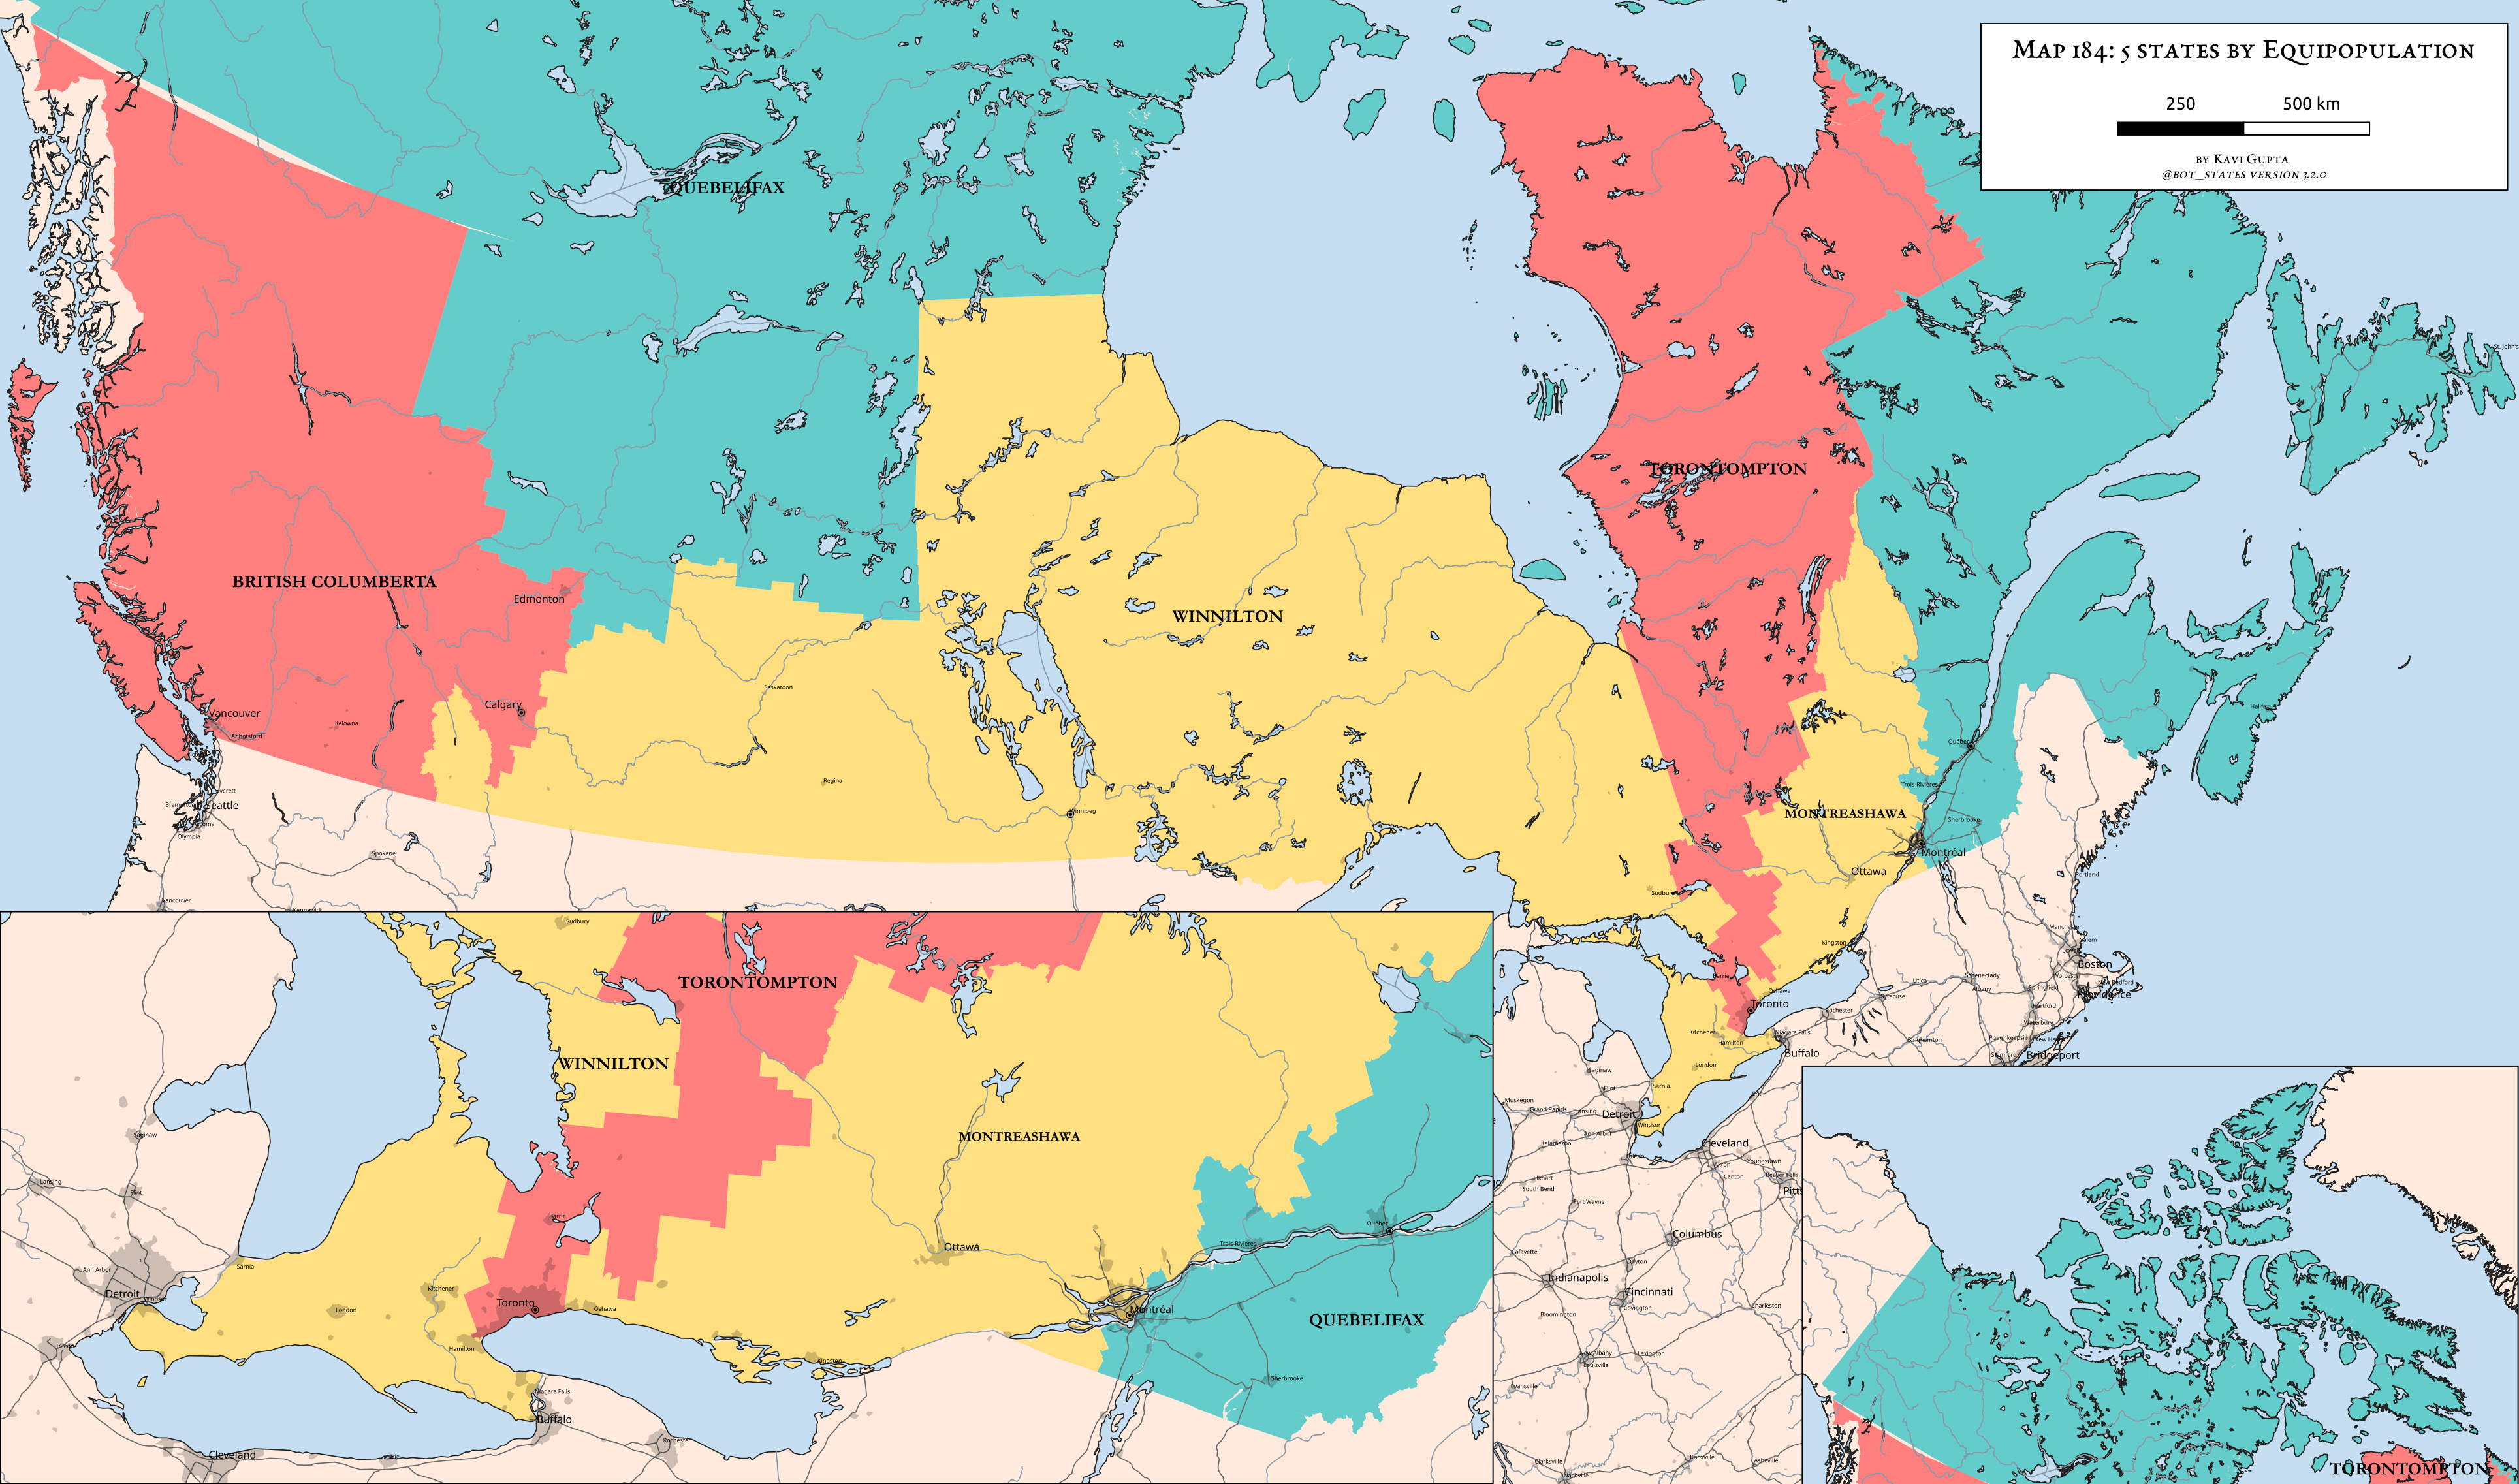 Map 184: 5 states by Equipopulation
250 500 km
by Kavi Gupta
@bot_states version 3.2.0
QUEBELIFAX
TORONTOMPTON
BRITISH COLUMBERTA
Edmonton
WINNILTON
St. John's
Saskatoon
Calgary
Vancouver
Kelowna
Abbotsford
Halifax
Québec
Regina
Trois-Rivières
Everett
Seattle
Olympia
Winnipeg
MONTREASHAWA
Sherbrooke
Montréal
Spokane
Ottawa
Portland
Sudbury
Vancouver
Kennewick
Kingston
Manchester
Salem
Boston
Barrie
Oshawa
Toronto
Utica
Schenectady
Albany
Springfield
Worcester
New Bedford
Providence
Hartford
Syracuse
Rochester
Kitchener
Hamilton
Niagara Falls
Buffalo
Binghamton
Waterbury
Poughkeepsie
New Haven
Stamford
Bridgeport
London
Saginaw
Flint
Sarnia
Muskegon
Grand Rapids
Lansing
Detroit
Ann Arbor
Windsor
Kalamazoo
Cleveland
Akron
Youngstown
Canton
Elkhart
South Bend
Fort Wayne
Columbus
Lafayette
Dayton
Indianapolis
Cincinnati
Covington
Bloomington
Charleston
New Albany
Louisville
Lexington
Evansville
Clarksville
Nashville
Knoxville
Asheville
Sudbury
TORONTOMPTON
WINNILTON
MONTREASHAWA
Saginaw
Lansing
Flint
Barrie
Québec
Trois-Rivières
Ottawa
Sarnia
Ann Arbor
Detroit
Windsor
Kitchener
London
Toronto
Oshawa
Montréal
QUEBELIFAX
Toledo
Hamilton
Kingston
Sherbrooke
Niagara Falls
Buffalo
Rochester
Cleveland
Erie
TORONTOMPTON